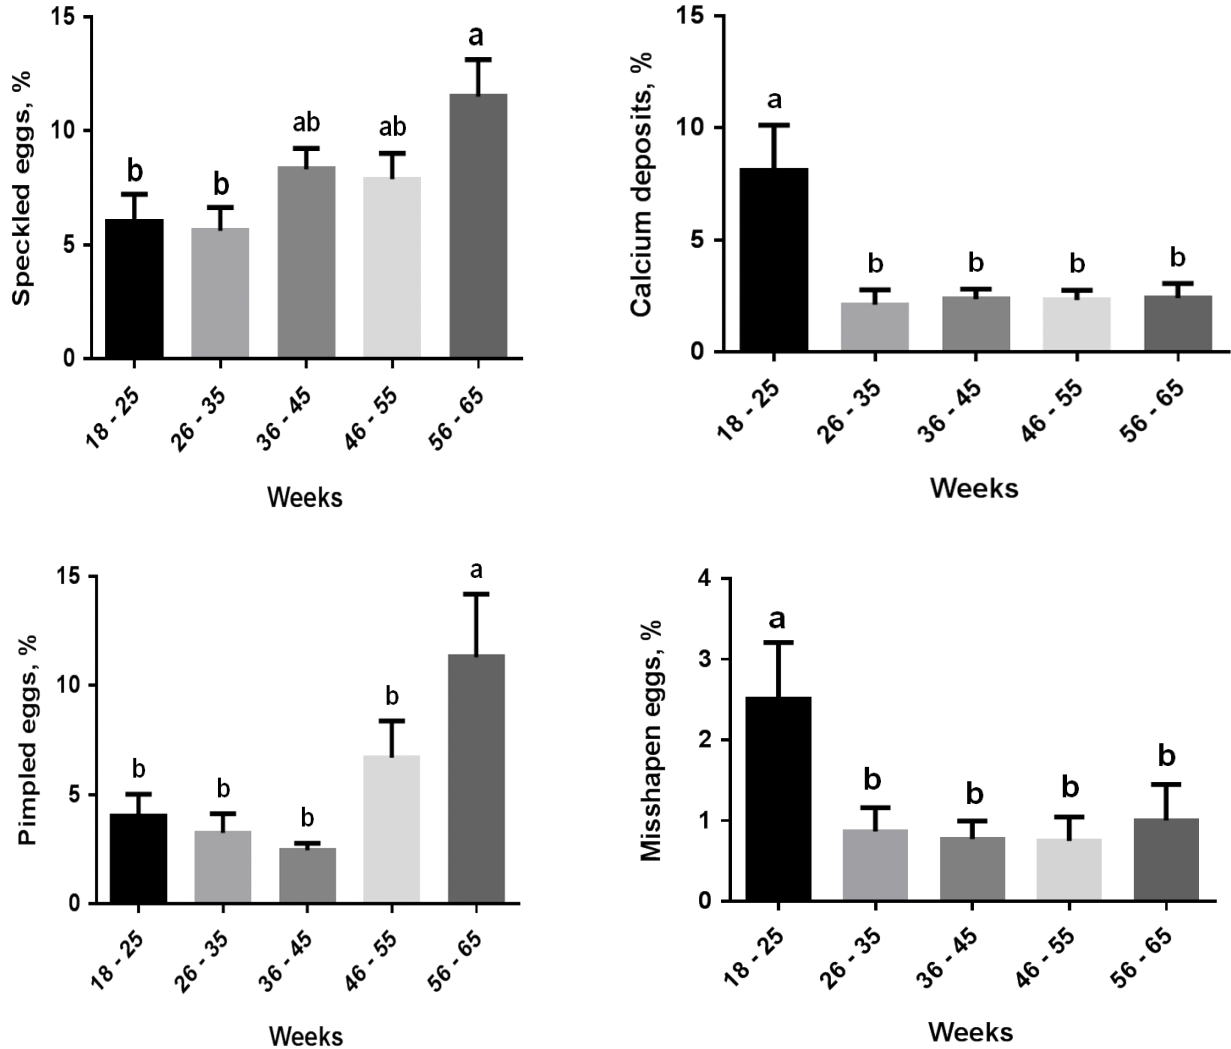 Speckled eggs, %
15
10
5
0
b
b
ab
ab
a
18 - 25
26 - 35
36 - 45
46 - 55
56 - 65
Weeks
Calcium deposits, %
15
10
5
0
a
b
b
b
b
18 - 25
26 - 35
36 - 45
46 - 55
56 - 65
Weeks
Pimpled eggs, %
15
10
5
0
b
b
b
b
a
18 - 25
26 - 35
36 - 45
46 - 55
56 - 65
Weeks
Misshapen eggs, %
4
3
2
1
0
a
b
b
b
b
18 - 25
26 - 35
36 - 45
46 - 55
56 - 65
Weeks